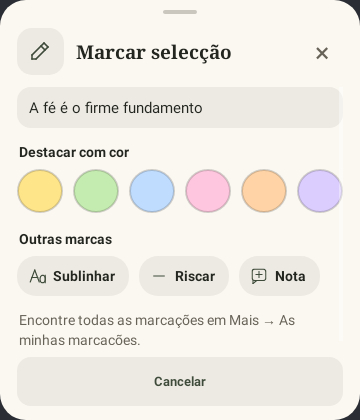 Marcar selecção
A fé é o firme fundamento
Destacar com cor
Outras marcas
Sublinhar
Riscar
Nota
Encontre todas as marcações em Mais → As
minhas marcações.
Cancelar